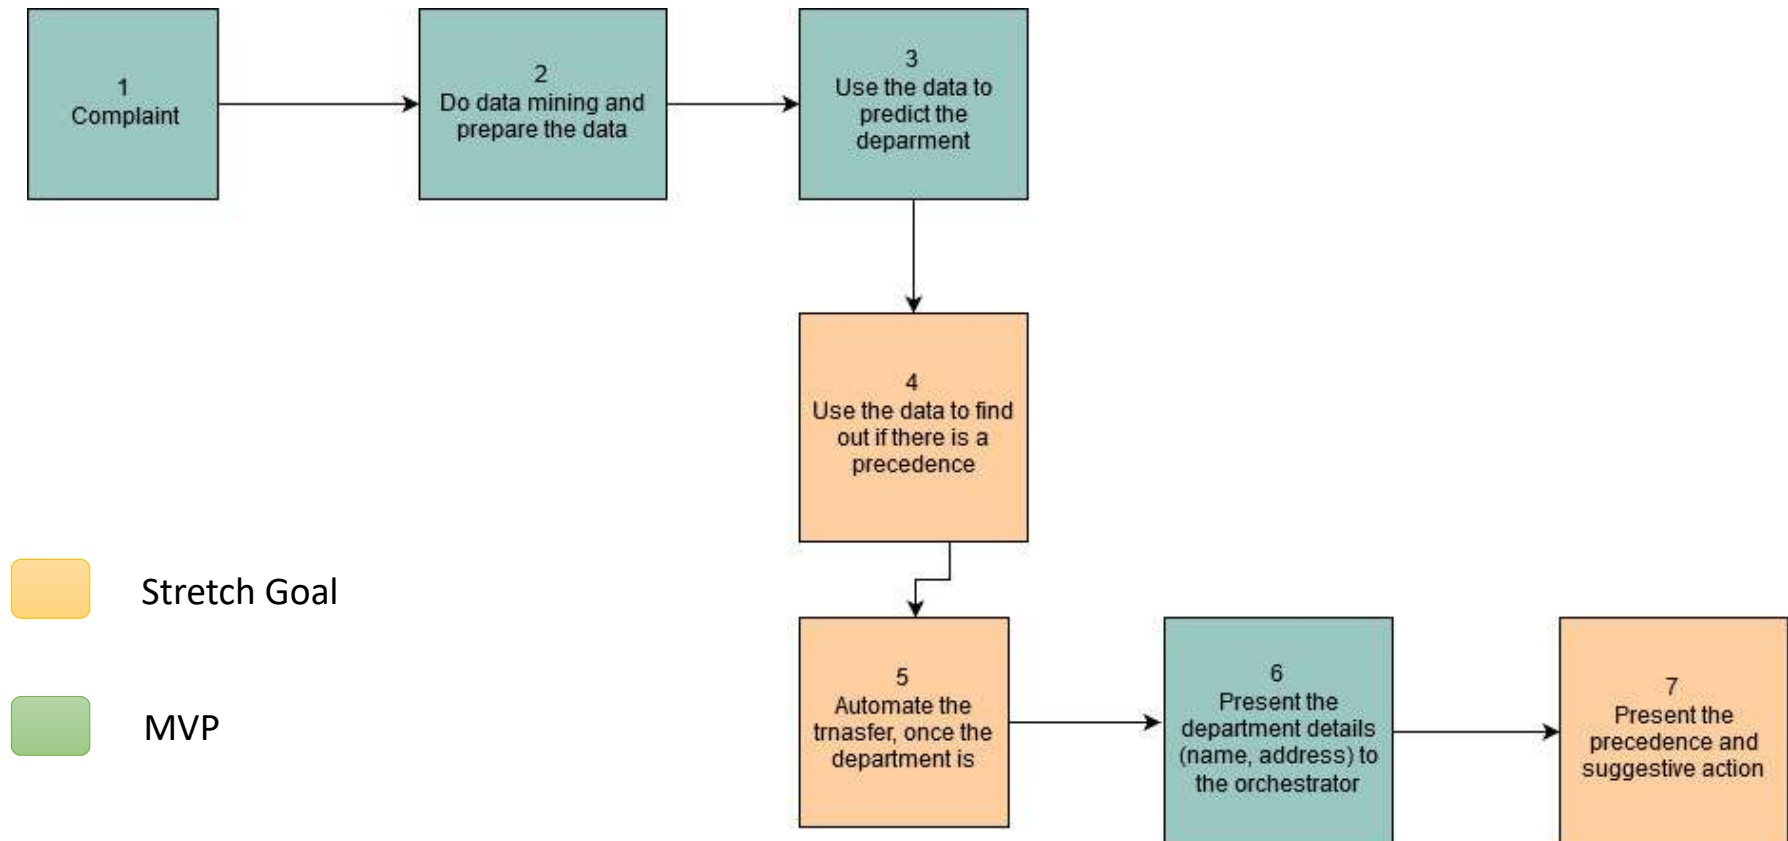 1
Complaint
2
Do data mining and
prepare the data
3
Use the data to
predict the
deparment
4
Use the data to find
out if there is a
precedence
5
Automate the
trnasfer, once the
department is
6
Present the
department details
(name, address) to
the orchestrator
7
Present the
precedence and
suggestive action
Stretch Goal
MVP